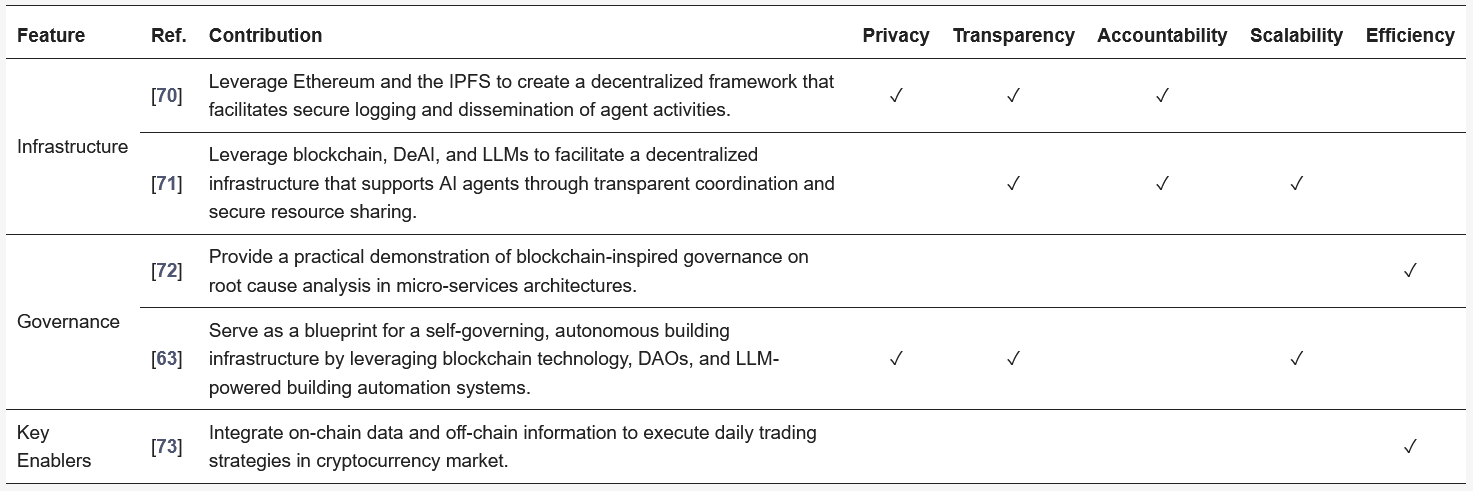 Feature Ref. Contribution Privacy Transparency Accountability Scalability Efficiency
Leverage Ethereum and the IPFS to create a decentralized framework that
[70] ✓ ✓ ✓
facilitates secure logging and dissemination of agent activities.
Infrastructure
Leverage blockchain, DeAI, and LLMs to facilitate a decentralized
[71] infrastructure that supports AI agents through transparent coordination and ✓ ✓ ✓
secure resource sharing.
Provide a practical demonstration of blockchain-inspired governance on
[72] ✓
root cause analysis in micro-services architectures.
Governance
Serve as a blueprint for a self-governing, autonomous building
[63] infrastructure by leveraging blockchain technology, DAOs, and LLM- ✓ ✓ ✓
powered building automation systems.
Key Integrate on-chain data and off-chain information to execute daily trading
[73] ✓
Enablers strategies in cryptocurrency market.